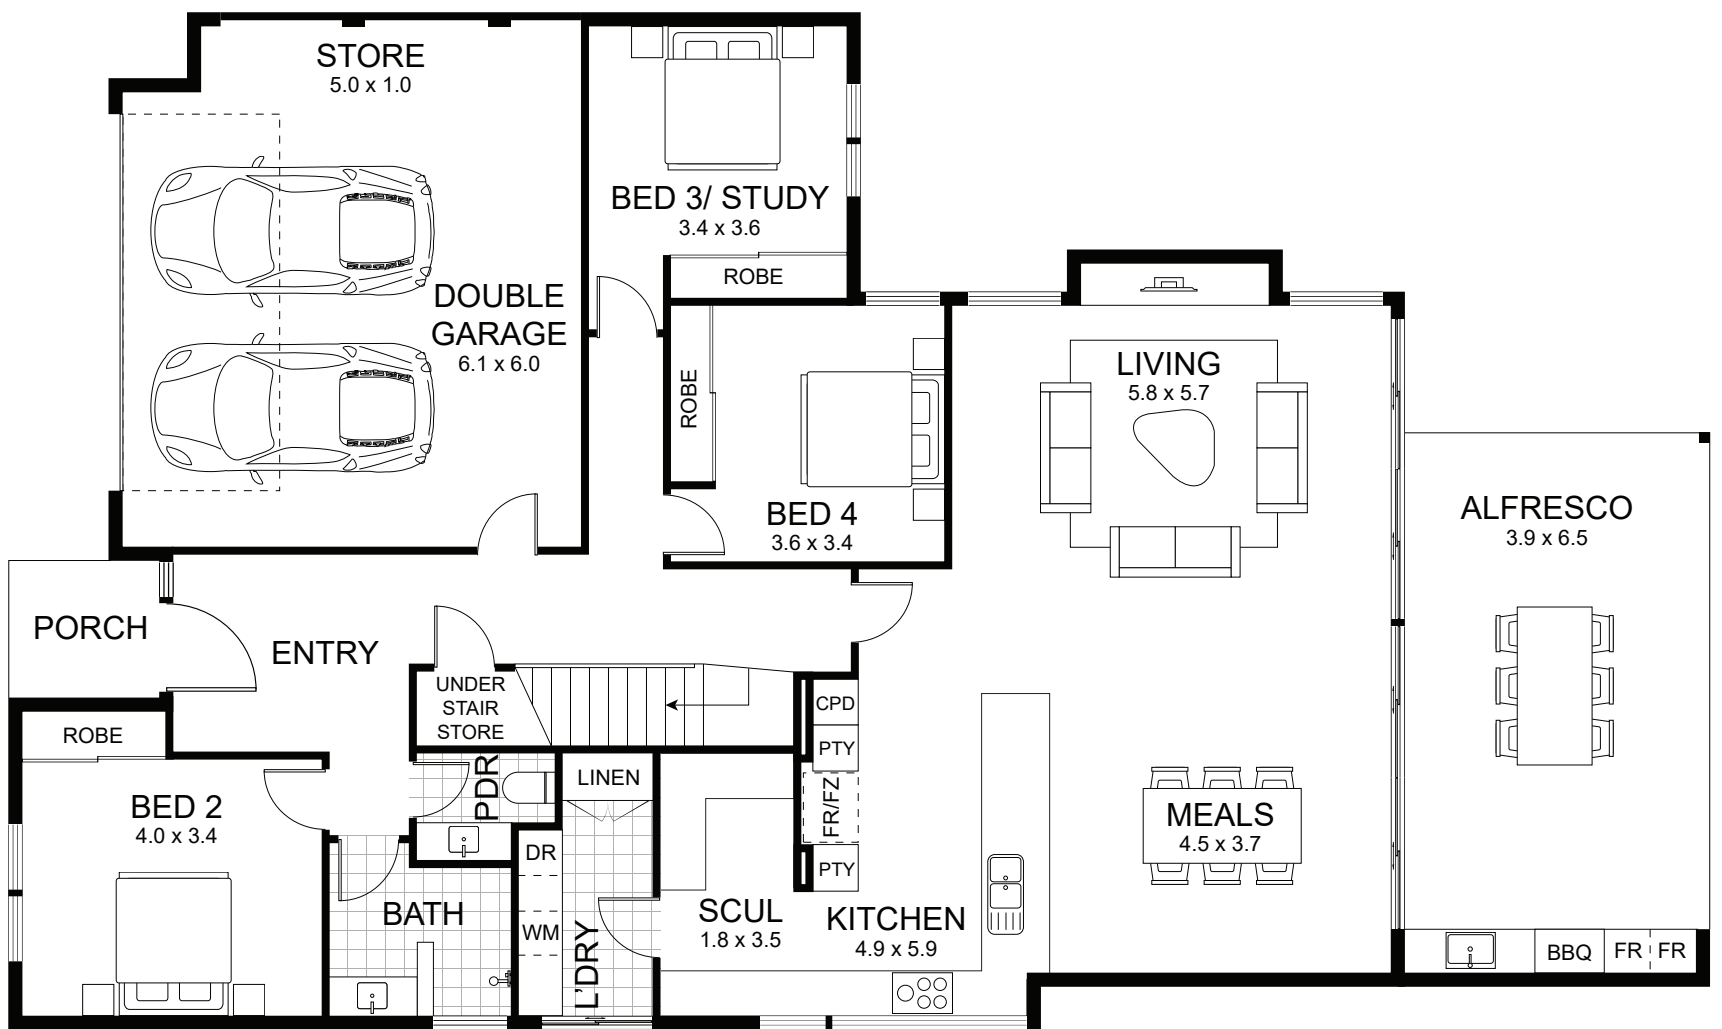 STORE
5.0 x 1.0
BED 3/ STUDY
3.4 x 3.6
ROBE
DOUBLE
GARAGE
6.1 x 6.0
ROBE
BED 4
3.6 x 3.4
LIVING
5.8 x 5.7
ALFRESCO
3.9 x 6.5
PORCH
ENTRY
UNDER
STAIR
STORE
CPD
PTY
FR/FZ
PTY
ROBE
BED 2
4.0 x 3.4
PDR
LINEN
DR
WM
L'DRY
BATH
SCUL
1.8 x 3.5
KITCHEN
4.9 x 5.9
MEALS
4.5 x 3.7
BBQ
FR
FR